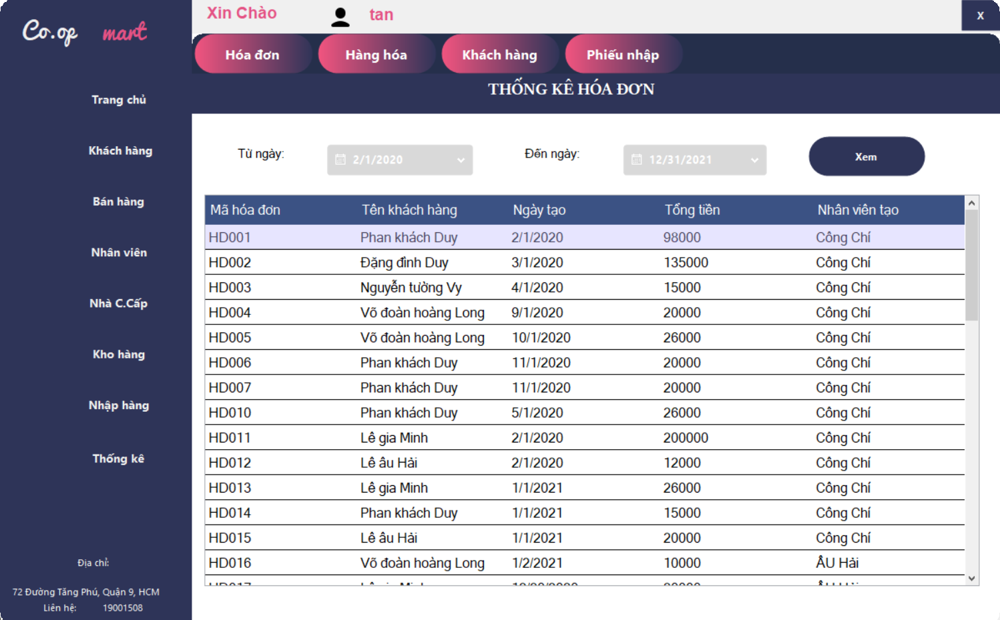 Co.op mart
Xin Chào tan
X
Hóa đơn Hàng hóa Khách hàng Phiếu nhập
THỐNG KÊ HÓA ĐƠN
Trang chủ
Khách hàng
Bán hàng
Nhân viên
Nhà C.Cấp
Kho hàng
Nhập hàng
Thống kê
Địa chỉ:
72 Đường Tăng Phú, Quận 9, HCM
Liên hệ: 19001508
Từ ngày: 2/1/2020 Đến ngày: 12/31/2021 Xem
Mã hóa đơn Tên khách hàng Ngày tạo Tổng tiền Nhân viên tạo
HD001 Phan khách Duy 2/1/2020 98000 Công Chí
HD002 Đặng đình Duy 3/1/2020 135000 Công Chí
HD003 Nguyễn tường Vy 4/1/2020 15000 Công Chí
HD004 Võ đoàn hoàng Long 9/1/2020 20000 Công Chí
HD005 Võ đoàn hoàng Long 10/1/2020 26000 Công Chí
HD006 Phan khách Duy 11/1/2020 20000 Công Chí
HD007 Phan khách Duy 11/1/2020 20000 Công Chí
HD010 Phan khách Duy 5/1/2020 26000 Công Chí
HD011 Lê gia Minh 2/1/2020 200000 Công Chí
HD012 Lê âu Hải 2/1/2020 12000 Công Chí
HD013 Lê gia Minh 1/1/2021 26000 Công Chí
HD014 Phan khách Duy 1/1/2021 15000 Công Chí
HD015 Lê âu Hải 1/1/2021 20000 Công Chí
HD016 Võ đoàn hoàng Long 1/2/2021 10000 ÂU Hải